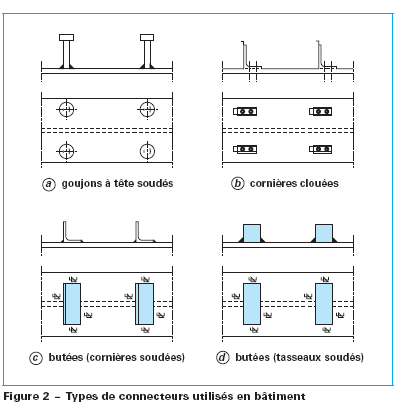 a goujons à tête soudés
b cornières clouées
c butées (cornières soudées)
d butées (tasseaux soudés)
Figure 2 – Types de connecteurs utilisés en bâtiment